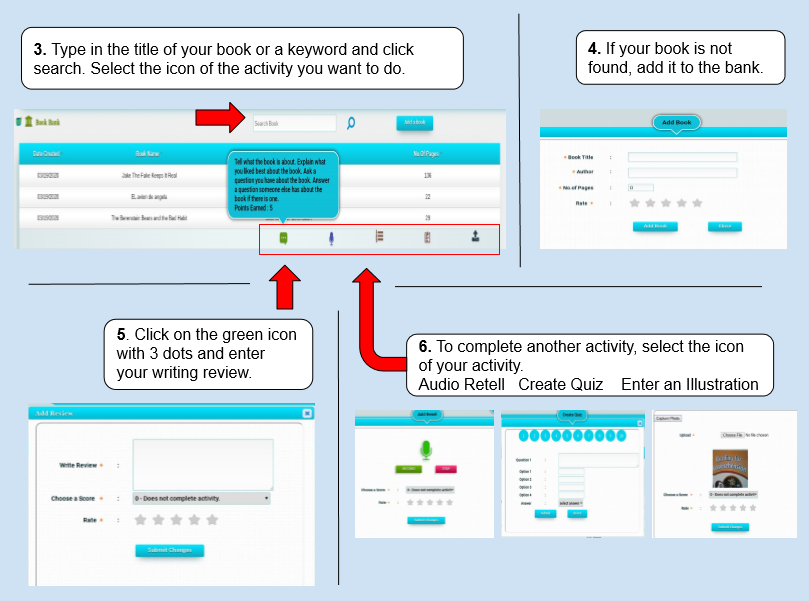 3. Type in the title of your book or a keyword and click
search. Select the icon of the activity you want to do.
4. If your book is not
found, add it to the bank.
Book Bank
Search Book
Add a Book
Date Created Book Name No.Of Pages
03/19/2020 Jake The Fake Keeps It Real 136
03/19/2020 EL avion de angela 22
03/19/2020 The Berenstain Bears and the Bad Habit 29
Tell what the book is about. Explain what
you liked best about the book. Ask a
question you have about the book. Answer
a question someone else has about the
book if there is one.
Points Earned : 5
Add Book
* Book Title :
* Author :
* No.of Pages : 0
Rate * :
Add Book Close
5. Click on the green icon
with 3 dots and enter
your writing review.
6. To complete another activity, select the icon
of your activity.
Audio Retell Create Quiz Enter an Illustration
Add Review
Write Review * :
Choose a Score * : 0 - Does not complete activity.
Rate * :
Submit Changes
Choose a Score * : 0 - Does not complete activity
Rate * :
Submit Changes
Create Quiz
Question 1 :
Option 1 :
Option 2 :
Option 3 :
Option 4 :
Answer select answer
Capture Photo
Upload * Choose File No file chosen
Choose a Score * : 0 - Does not complete activity
Rate * :
Submit Changes